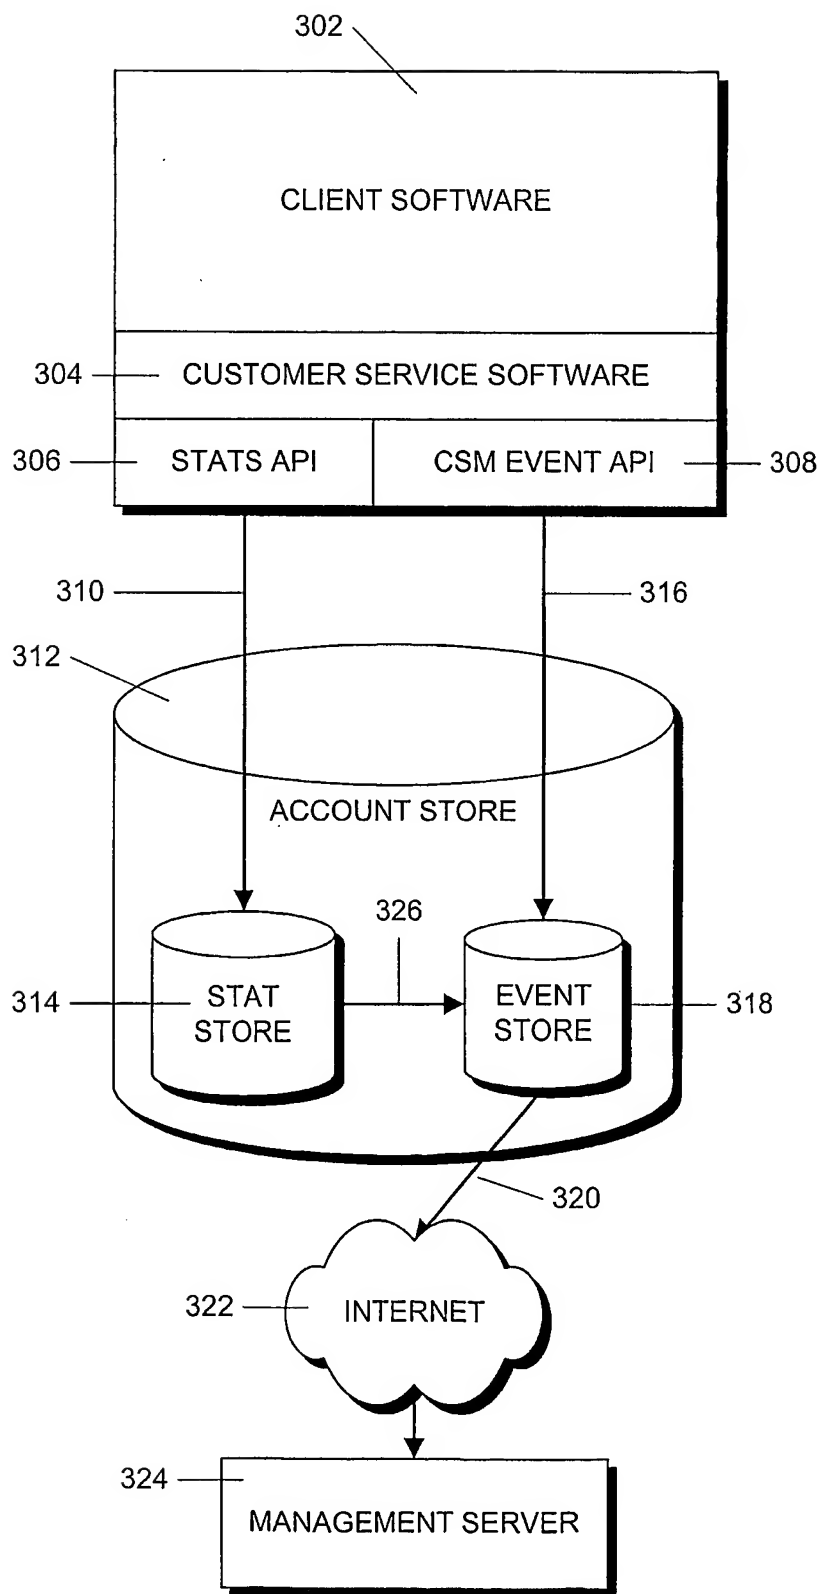 302
CLIENT SOFTWARE
304
CUSTOMER SERVICE SOFTWARE
306
STATS API
CSM EVENT API
308
310
316
312
ACCOUNT STORE
326
314
STAT
STORE
EVENT
STORE
318
320
322
INTERNET
324
MANAGEMENT SERVER